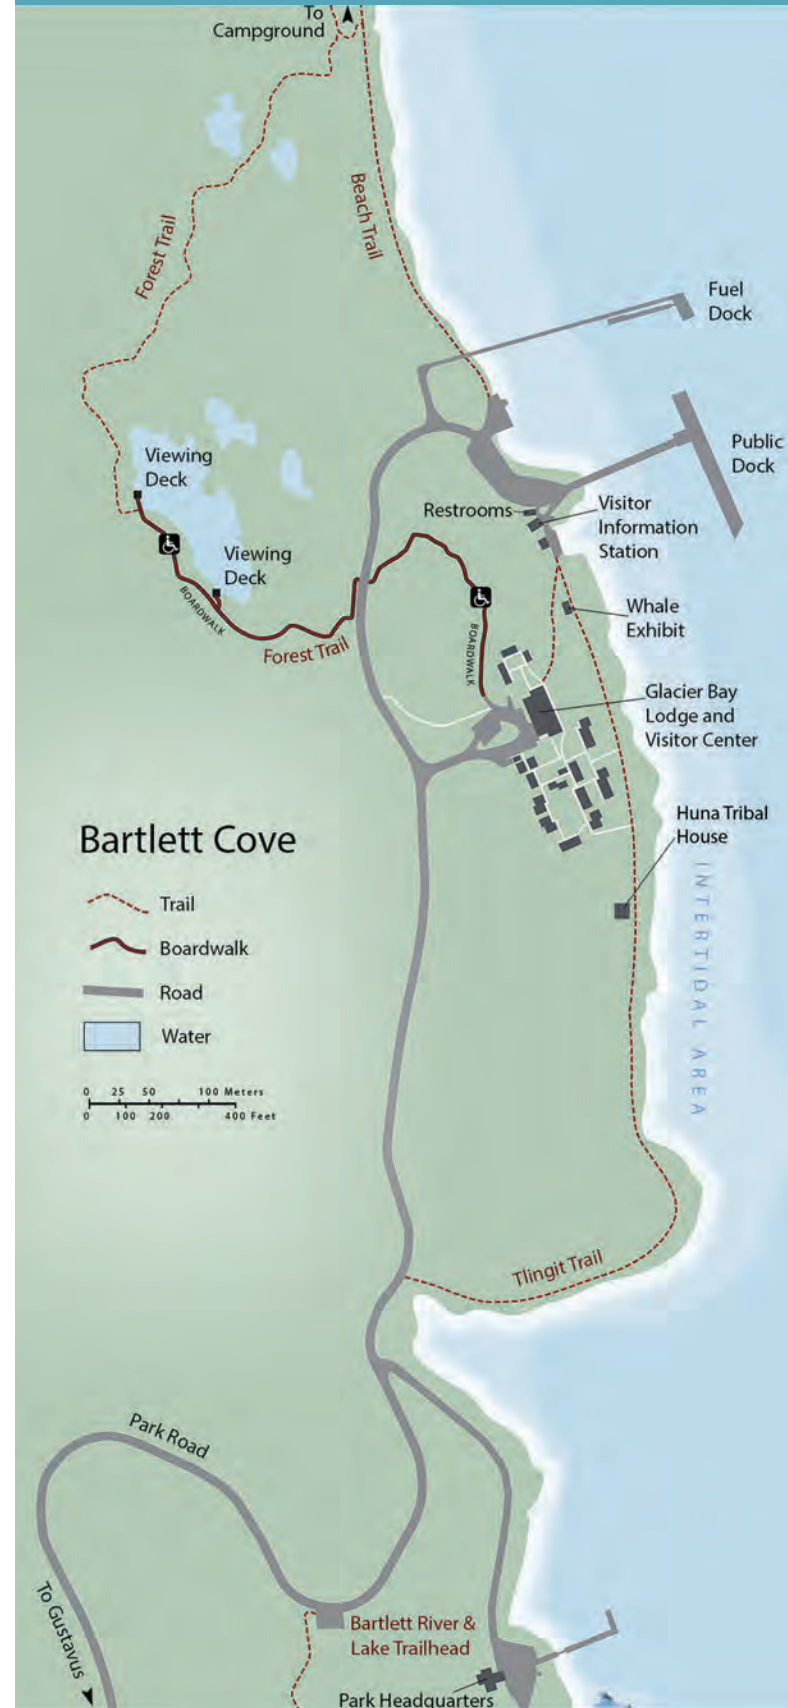 To
Campground
Forest Trail
Beach Trail
Fuel
Dock
Public
Dock
Viewing
Deck
Restrooms
Visitor
Information
Station
Viewing
Deck
BOARDWALK
Forest Trail
BOARDWALK
Whale
Exhibit
Glacier Bay
Lodge and
Visitor Center
Huna Tribal
House
Bartlett Cove
Trail
Boardwalk
Road
Water
0 25 50 100 Meters
0 100 200 400 Feet
INTERTIDAL AREA
Tlingit Trail
Park Road
To Gustavus
Bartlett River &
Lake Trailhead
Park Headquarters